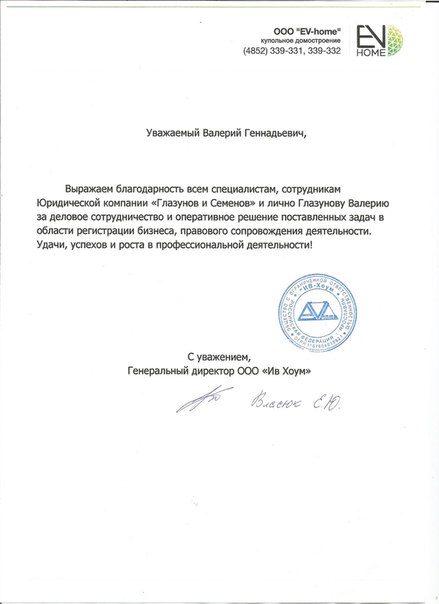 ООО "EV-home"
купольное домостроение
(4852) 339-331, 339-332
EV
HOME
Уважаемый Валерий Геннадьевич,
Выражаем благодарность всем специалистам, сотрудникам
Юридической компании «Глазунов и Семенов» и лично Глазунову Валерию
за деловое сотрудничество и оперативное решение поставленных задач в
области регистрации бизнеса, правового сопровождения деятельности.
Удачи, успехов и роста в профессиональной деятельности!
"ИВ-Хоум"
С уважением,
Генеральный директор ООО «Ив Хоум»
Власюк Е.Ю.